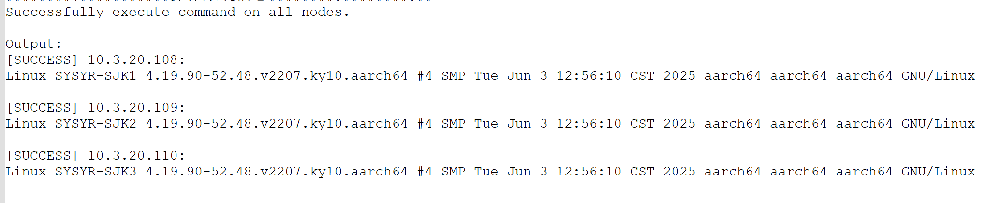 Successfully execute command on all nodes.
Output:
[SUCCESS] 10.3.20.108:
Linux SYSYR-SJK1 4.19.90-52.48.v2207.ky10.aarch64 #4 SMP Tue Jun 3 12:56:10 CST 2025 aarch64 aarch64 aarch64 GNU/Linux
[SUCCESS] 10.3.20.109:
Linux SYSYR-SJK2 4.19.90-52.48.v2207.ky10.aarch64 #4 SMP Tue Jun 3 12:56:10 CST 2025 aarch64 aarch64 aarch64 GNU/Linux
[SUCCESS] 10.3.20.110:
Linux SYSYR-SJK3 4.19.90-52.48.v2207.ky10.aarch64 #4 SMP Tue Jun 3 12:56:10 CST 2025 aarch64 aarch64 aarch64 GNU/Linux